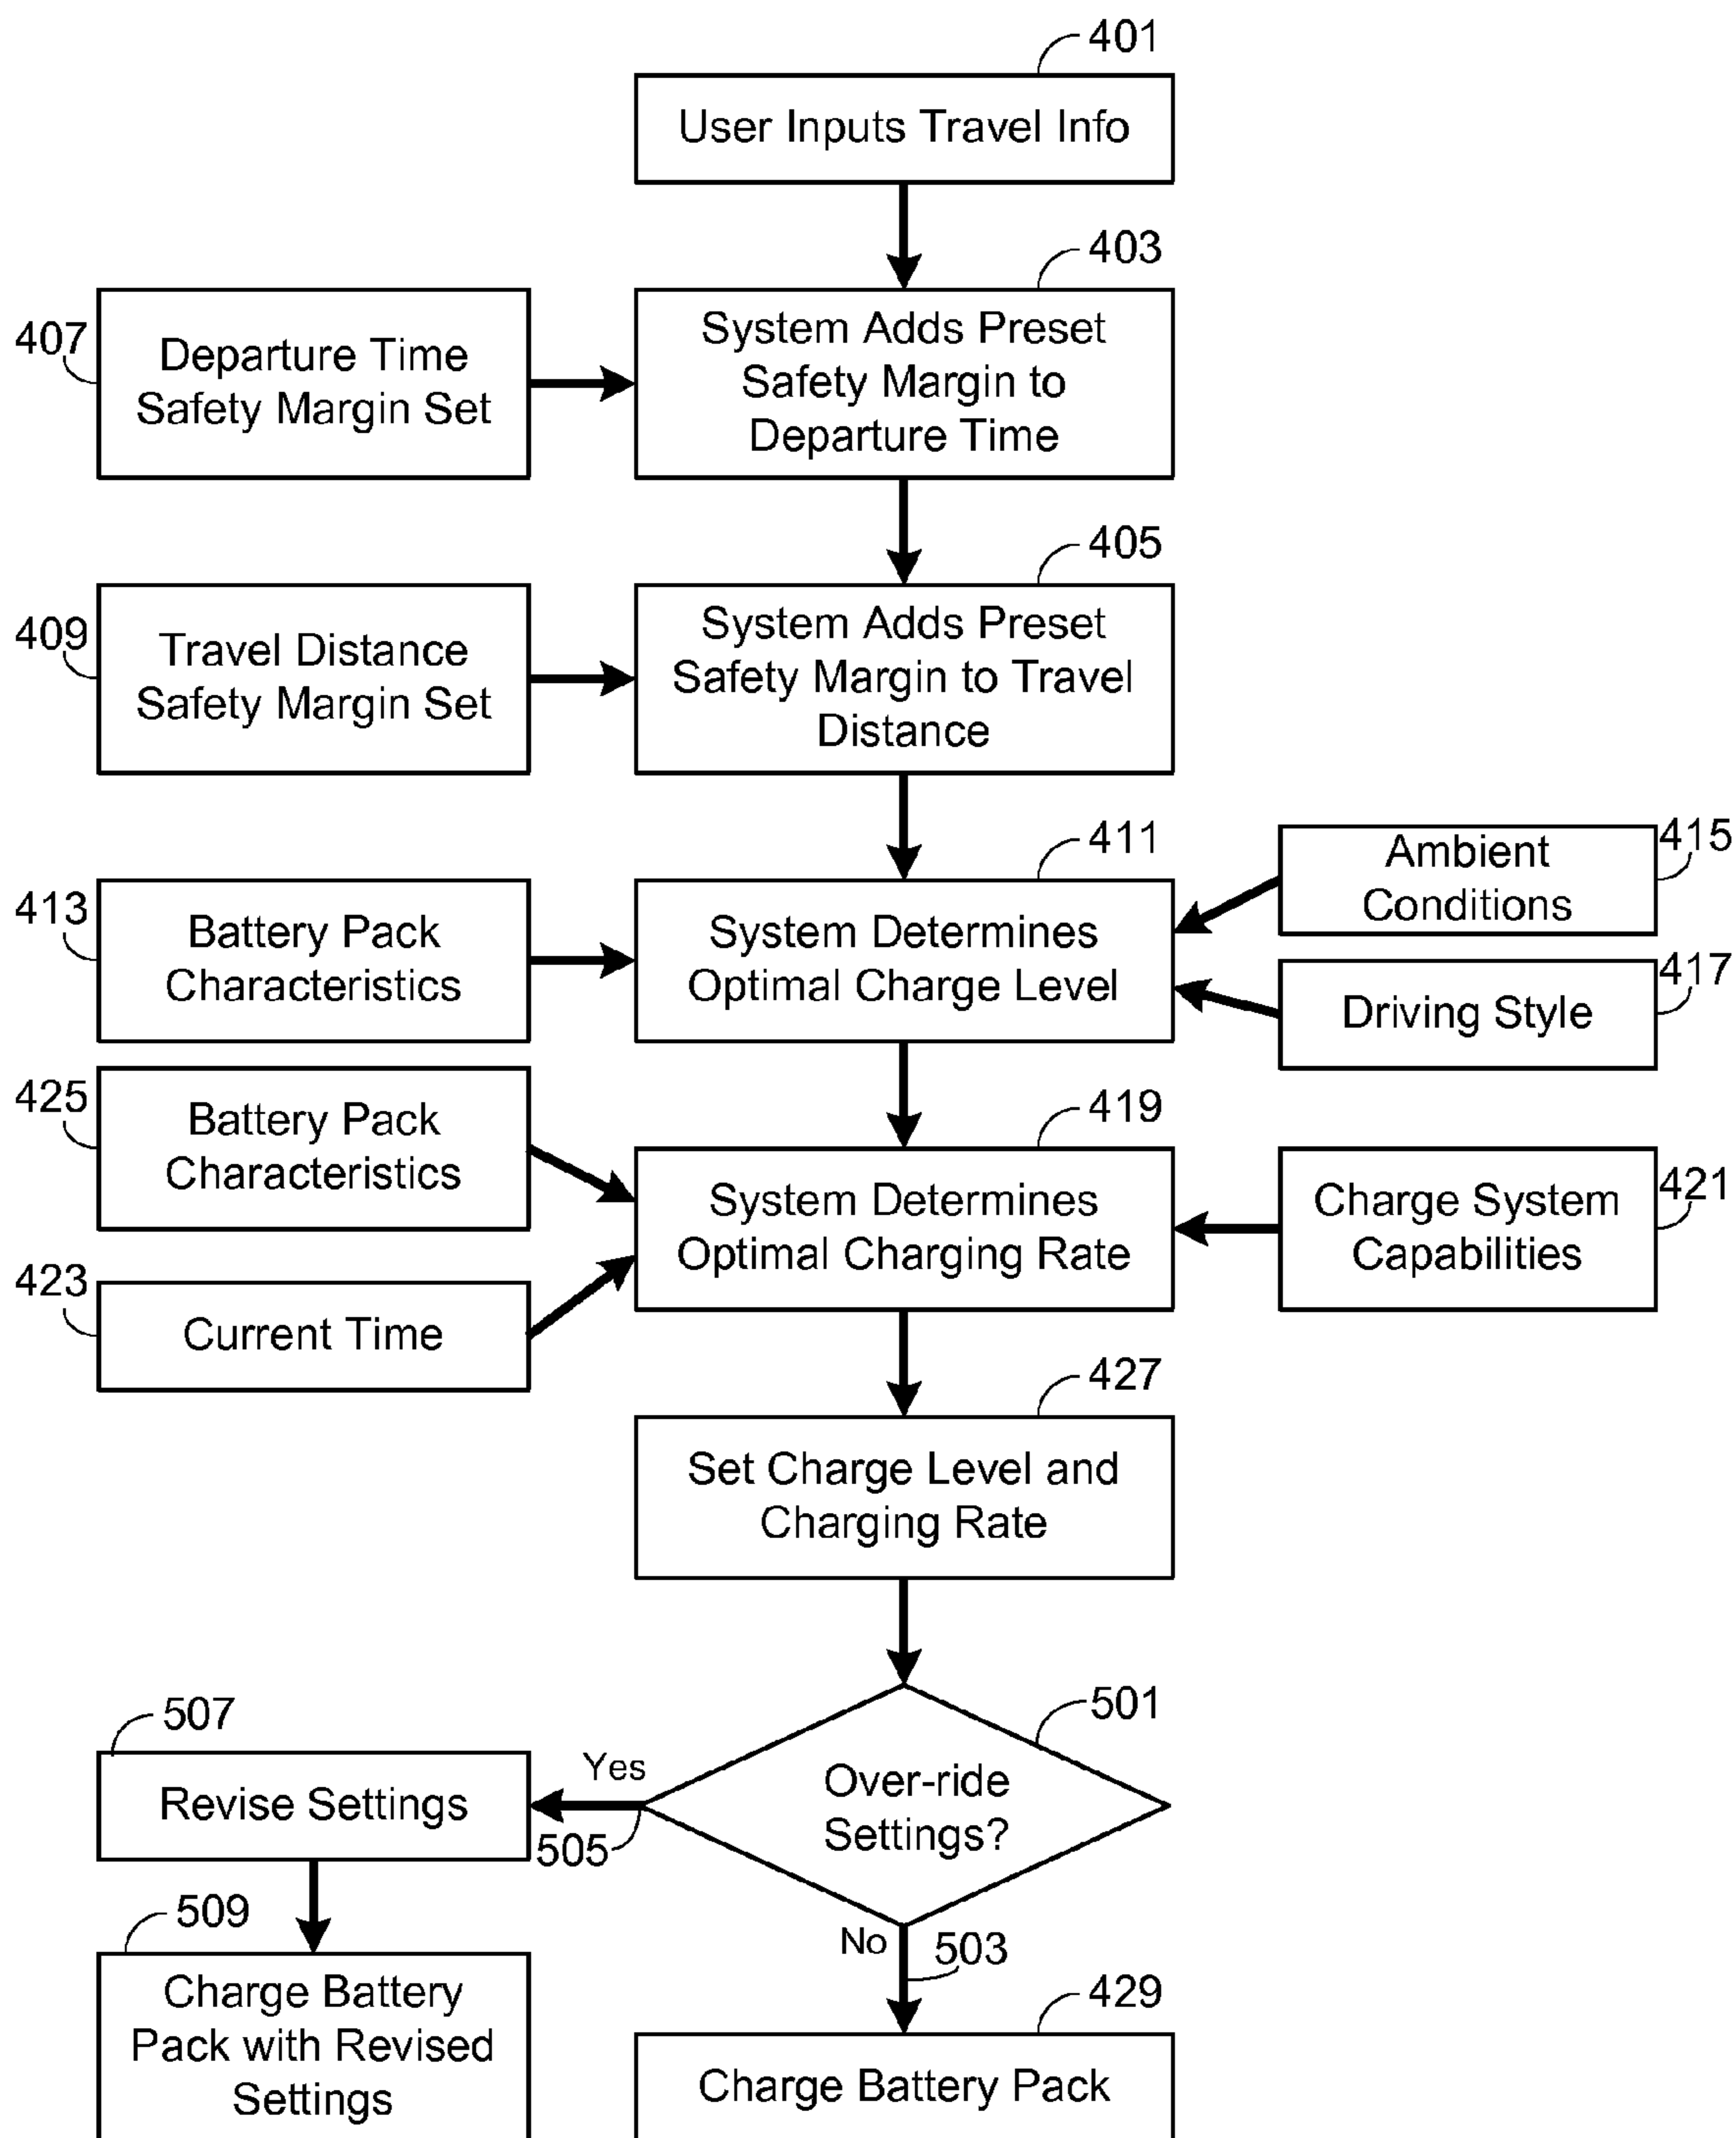 401
User Inputs Travel Info
403
407
Departure Time
Safety Margin Set
System Adds Preset
Safety Margin to
Departure Time
405
409
Travel Distance
Safety Margin Set
System Adds Preset
Safety Margin to Travel
Distance
411
415
Ambient
Conditions
413
Battery Pack
Characteristics
System Determines
Optimal Charge Level
417
Driving Style
419
425
Battery Pack
Characteristics
System Determines
Optimal Charging Rate
421
Charge System
Capabilities
423
Current Time
427
Set Charge Level and
Charging Rate
501
507
Yes
Over-ride
Settings?
Revise Settings
505
509
No
503
429
Charge Battery
Pack with Revised
Settings
Charge Battery Pack